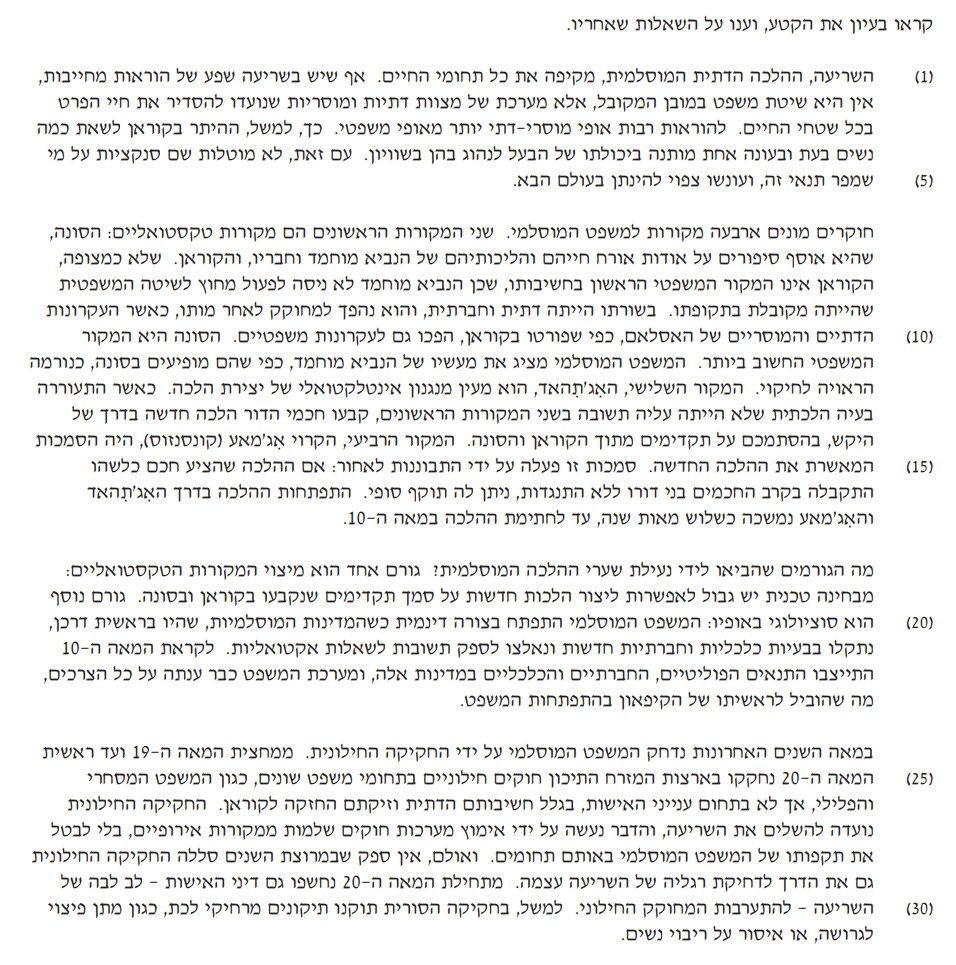 קראו בעיון את הקטע, וענו על השאלות שאחריו.
(1) השריעה, ההלכה הדתית המוסלמית, מקיפה את כל תחומי החיים. אף שיש בשריעה שפע של הוראות מחייבות,
אין היא שיטת משפט במובן המקובל, אלא מערכת של מצוות דתיות ומוסריות שנועדו להסדיר את חיי הפרט
בכל שטחי החיים. להוראות רבות אופי מוסרי-דתי יותר מאופי משפטי. כך, למשל, ההיתר בקוראן לשאת כמה
נשים בעת ובעונה אחת מותנה ביכולתו של הבעל לנהוג בהן בשוויון. עם זאת, לא מוטלות שם סנקציות על מי
(5) שמפר תנאי זה, ועונשו צפוי להינתן בעולם הבא.
חוקרים מונים ארבעה מקורות למשפט המוסלמי. שני המקורות הראשונים הם מקורות טקסטואליים: הסונה,
שהיא אוסף סיפורים על אודות אורח חייהם והליכותיהם של הנביא מוחמד וחבריו, והקוראן. שלא כמצופה,
הקוראן אינו המקור המשפטי הראשון בחשיבותו, שכן הנביא מוחמד לא ניסה לפעול מחוץ לשיטה המשפטית
שהייתה מקובלת בתקופתו. בשורתו הייתה דתית וחברתית, והוא נהפך למחוקק לאחר מותו, כאשר העקרונות
(10) הדתיים והמוסריים של האסלאם, כפי שפורטו בקוראן, הפכו גם לעקרונות משפטיים. הסונה היא המקור
המשפטי החשוב ביותר. המשפט המוסלמי מציג את מעשיו של הנביא מוחמד, כפי שהם מופיעים בסונה, כנורמה
הראויה לחיקוי. המקור השלישי, האִגְ'תִהאד, הוא מעין מנגנון אינטלקטואלי של יצירת הלכה. כאשר התעוררה
בעיה הלכתית שלא הייתה עליה תשובה בשני המקורות הראשונים, קבעו חכמי הדור הלכה חדשה בדרך של
היקש, בהסתמכם על תקדימים מתוך הקוראן והסונה. המקור הרביעי, הקרוי אִגְ'מאע (קונסנזוס), היה הסמכות
(15) המאשרת את ההלכה החדשה. סמכות זו פעלה על ידי התבוננות לאחור: אם ההלכה שהציע חכם כלשהו
התקבלה בקרב החכמים בני דורו ללא התנגדות, ניתן לה תוקף סופי. התפתחות ההלכה בדרך האִגְ'תִהאד
והאִגְ'מאע נמשכה כשלוש מאות שנה, עד לחתימת ההלכה במאה ה-10.
מה הגורמים שהביאו לידי נעילת שערי ההלכה המוסלמית? גורם אחד הוא מיצוי המקורות הטקסטואליים:
מבחינה טכנית יש גבול לאפשרות ליצור הלכות חדשות על סמך תקדימים שנקבעו בקוראן ובסונה. גורם נוסף
(20) הוא סוציולוגי באופיו: המשפט המוסלמי התפתח בצורה דינמית כשהמדינות המוסלמיות, שהיו בראשית דרכן,
נתקלו בבעיות כלכליות וחברתיות חדשות ונאלצו לספק תשובות לשאלות אקטואליות. לקראת המאה ה-10
התייצבו התנאים הפוליטיים, החברתיים והכלכליים במדינות אלה, ומערכת המשפט כבר ענתה על כל הצרכים,
מה שהוביל לראשיתו של הקיפאון בהתפתחות המשפט.
במאה השנים האחרונות נדחק המשפט המוסלמי על ידי החקיקה החילונית. ממחצית המאה ה-19 ועד ראשית
(25) המאה ה-20 נחקקו בארצות המזרח התיכון חוקים חילוניים בתחומי משפט שונים, כגון המשפט המסחרי
והפלילי, אך לא בתחום ענייני האישות, בגלל חשיבותם הדתית וזיקתם החזקה לקוראן. החקיקה החילונית
נועדה להשלים את השריעה, והדבר נעשה על ידי אימוץ מערכות חוקים שלמות ממקורות אירופיים, בלי לבטל
את תקפותו של המשפט המוסלמי באותם תחומים. ואולם, אין ספק שבמרוצת השנים סללה החקיקה החילונית
גם את הדרך לדחיקת רגליה של השריעה עצמה. מתחילת המאה ה-20 נחשפו גם דיני האישות – לב לבה של
(30) השריעה – להתערבות המחוקק החילוני. למשל, בחקיקה הסורית תוקנו תיקונים מרחיקי לכת, כגון מתן פיצוי
לגרושה, או איסור על ריבוי נשים.